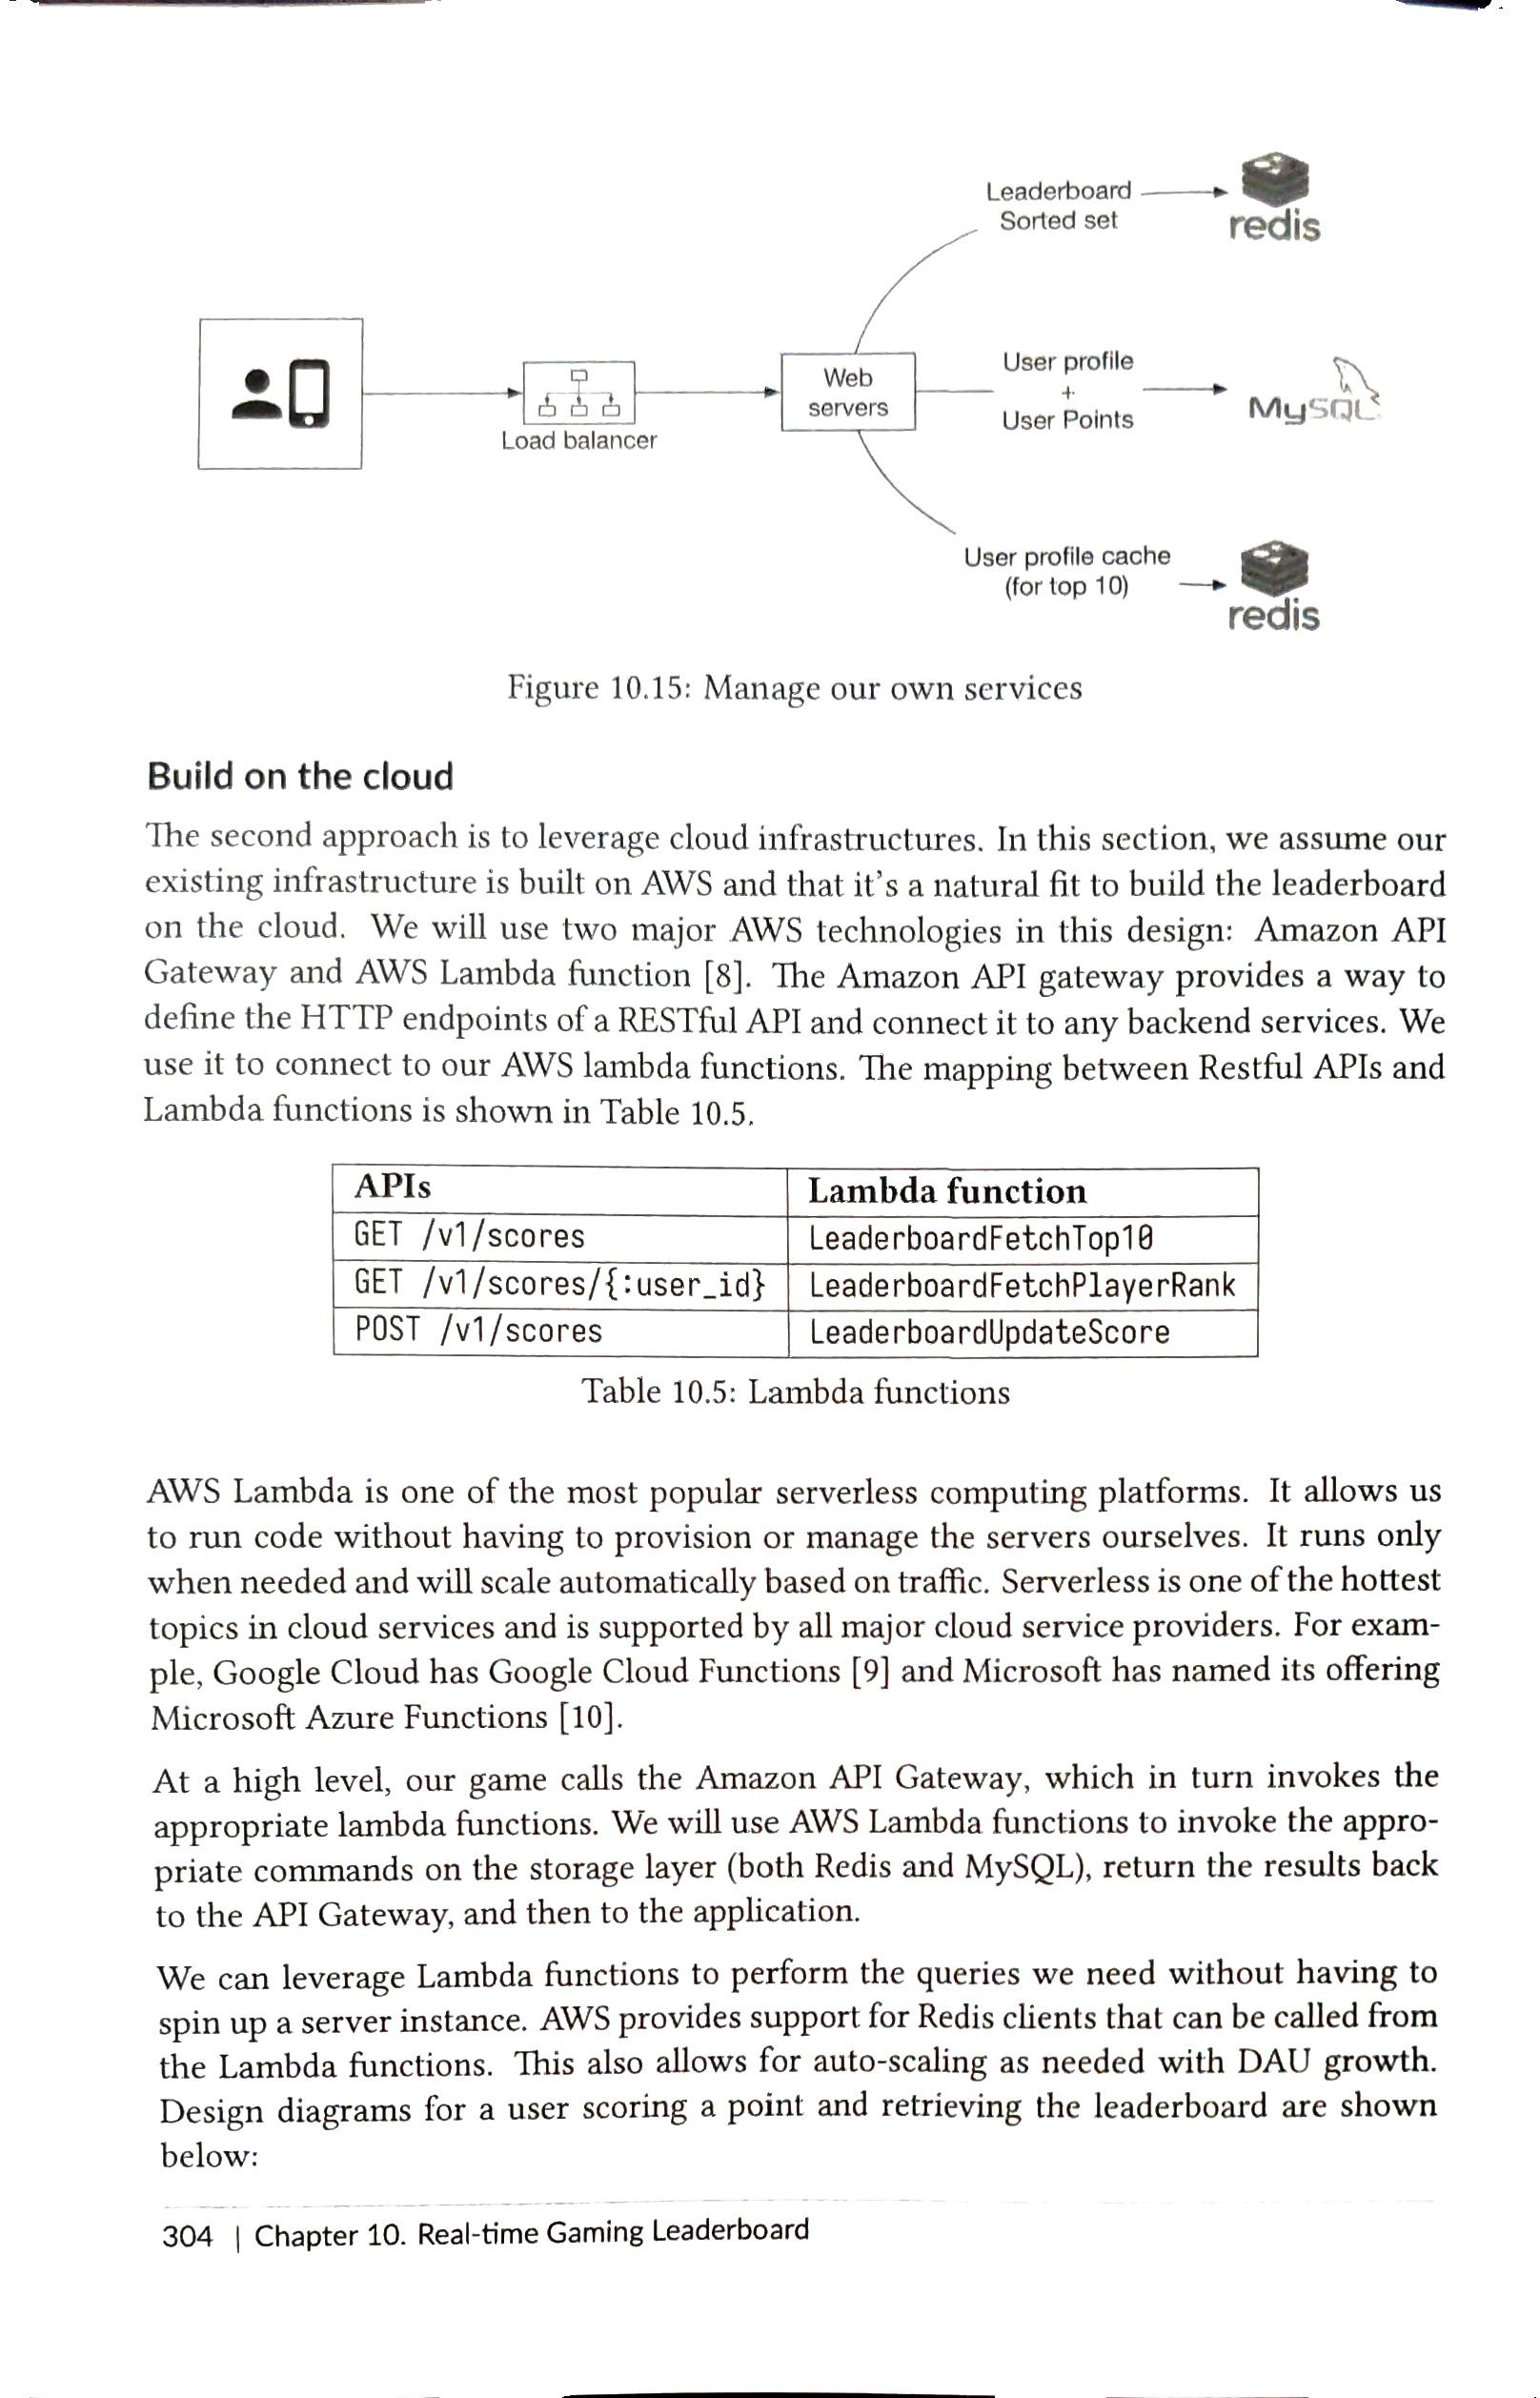 Leaderboard
Sorted set
redis
User profile
+
User Points
MySQL
Web
servers
Load balancer
User profile cache
(for top 10)
redis
Figure 10.15: Manage our own services
Build on the cloud
The second approach is to leverage cloud infrastructures. In this section, we assume our
existing infrastructure is built on AWS and that it's a natural fit to build the leaderboard
on the cloud. We will use two major AWS technologies in this design: Amazon API
Gateway and AWS Lambda function [8]. The Amazon API gateway provides a way to
define the HTTP endpoints of a RESTful API and connect it to any backend services. We
use it to connect to our AWS lambda functions. The mapping between Restful APIs and
Lambda functions is shown in Table 10.5.
APIs Lambda function
GET /v1/scores LeaderboardFetchTop10
GET /v1/scores/{:user_id} LeaderboardFetchPlayerRank
POST /v1/scores LeaderboardUpdateScore
Table 10.5: Lambda functions
AWS Lambda is one of the most popular serverless computing platforms. It allows us
to run code without having to provision or manage the servers ourselves. It runs only
when needed and will scale automatically based on traffic. Serverless is one of the hottest
topics in cloud services and is supported by all major cloud service providers. For exam-
ple, Google Cloud has Google Cloud Functions [9] and Microsoft has named its offering
Microsoft Azure Functions [10].
At a high level, our game calls the Amazon API Gateway, which in turn invokes the
appropriate lambda functions. We will use AWS Lambda functions to invoke the appro-
priate commands on the storage layer (both Redis and MySQL), return the results back
to the API Gateway, and then to the application.
We can leverage Lambda functions to perform the queries we need without having to
spin up a server instance. AWS provides support for Redis clients that can be called from
the Lambda functions. This also allows for auto-scaling as needed with DAU growth.
Design diagrams for a user scoring a point and retrieving the leaderboard are shown
below:
304 | Chapter 10. Real-time Gaming Leaderboard